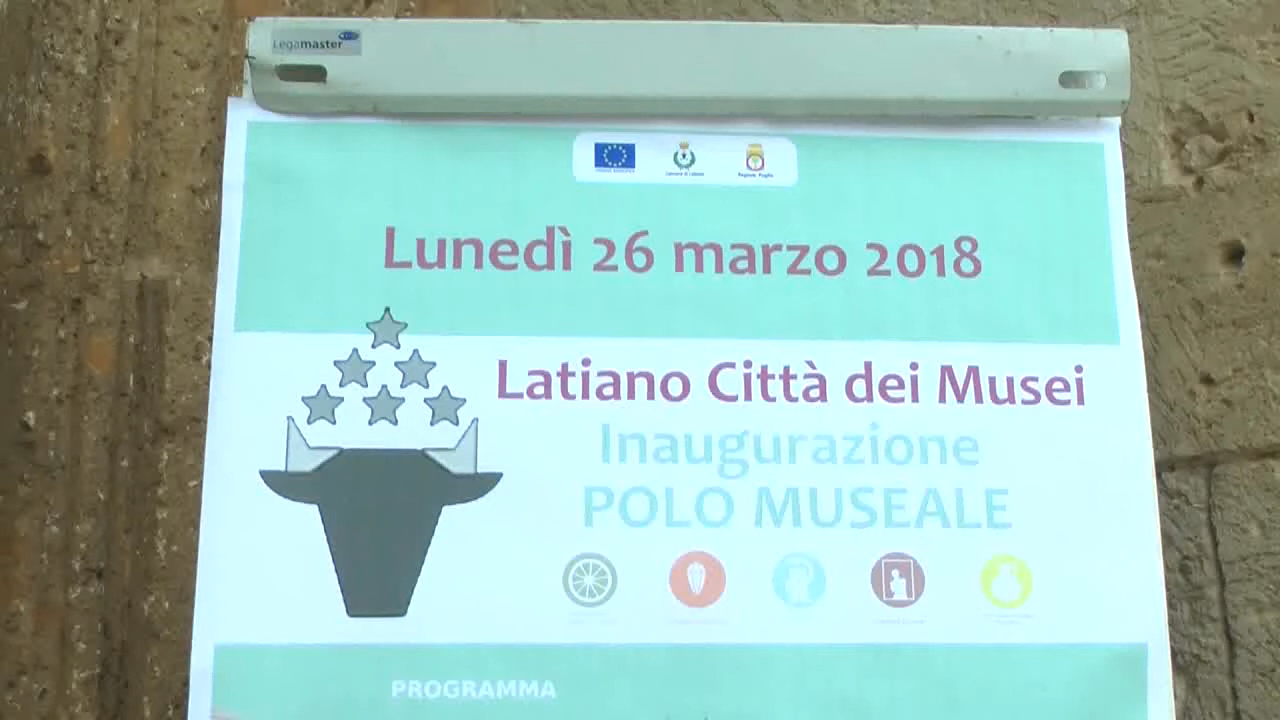 Legamaster
Lunedì 26 marzo 2018
Latiano Città dei Musei
Inaugurazione
POLO MUSEALE
PROGRAMMA